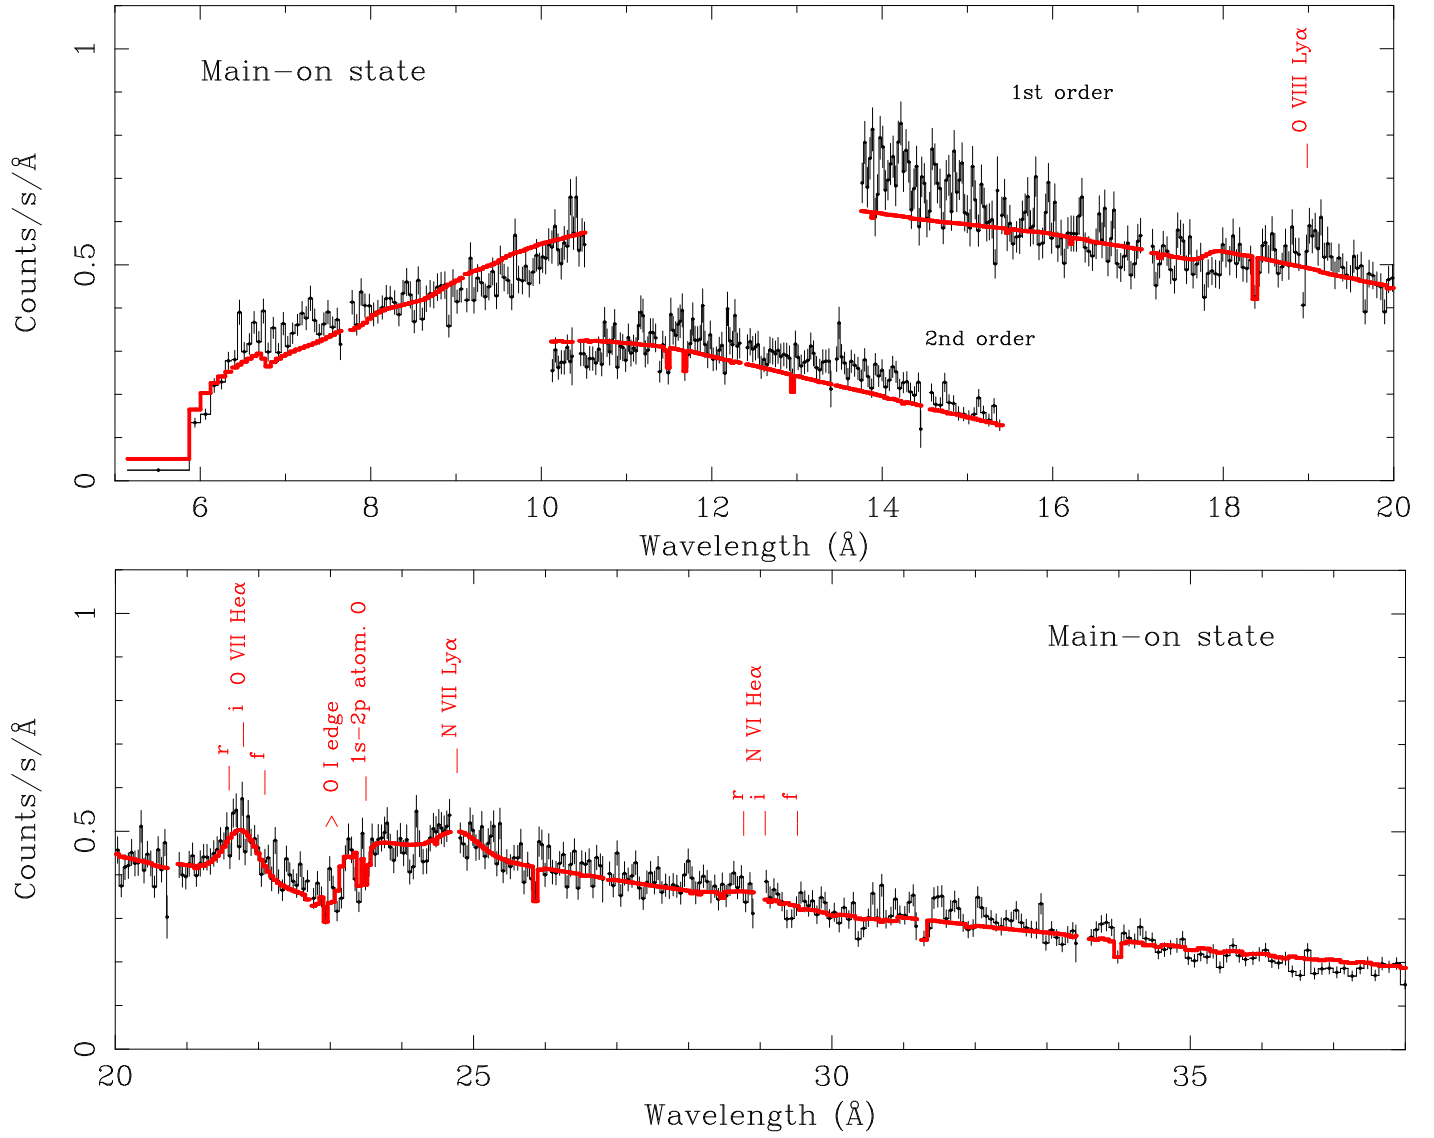 Main-on state
1st order
O VIII Lyα
2nd order
Counts/s/Å
1
0.5
0
6 8 10 12 14 16 18 20
Wavelength (Å)
Main-on state
r
i O VII Heα
f
> O I edge
1s-2p atom. O
N VII Lyα
r
i N VI Heα
f
Counts/s/Å
1
0.5
0
20 25 30 35
Wavelength (Å)